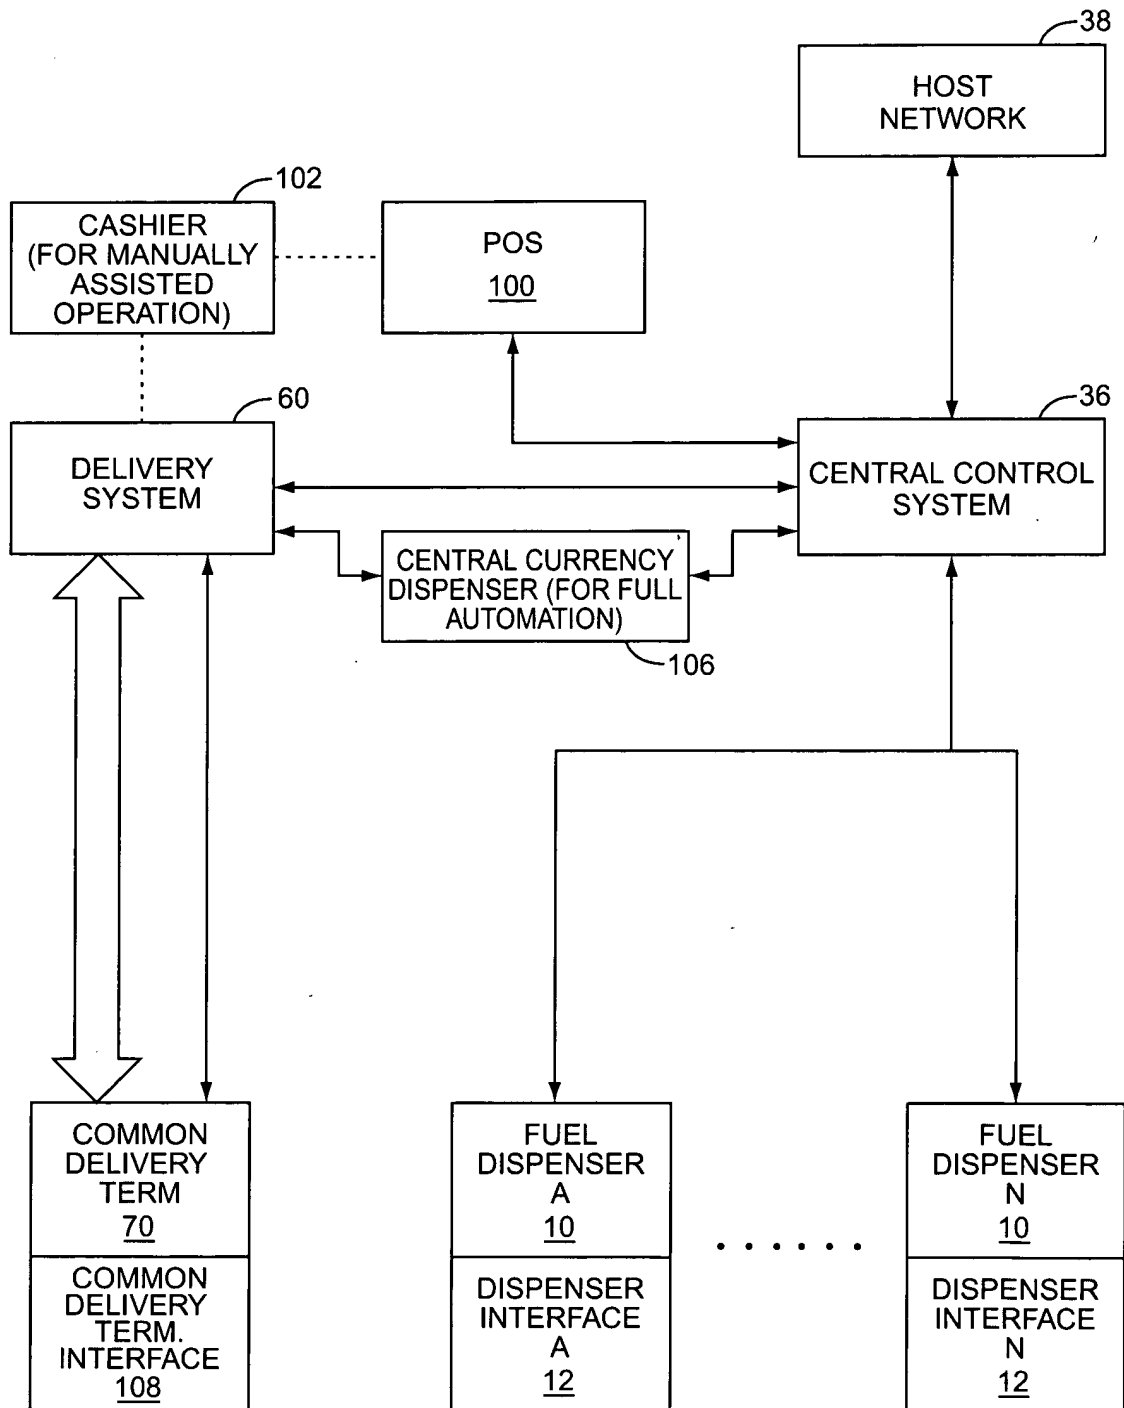 38
HOST
NETWORK
102
CASHIER
(FOR MANUALLY
ASSISTED
OPERATION)
POS
100
60
DELIVERY
SYSTEM
36
CENTRAL CONTROL
SYSTEM
CENTRAL CURRENCY
DISPENSER (FOR FULL
AUTOMATION)
106
COMMON
DELIVERY
TERM
70
COMMON
DELIVERY
TERM.
INTERFACE
108
FUEL
DISPENSER
A
10
DISPENSER
INTERFACE
A
12
FUEL
DISPENSER
N
10
DISPENSER
INTERFACE
N
12